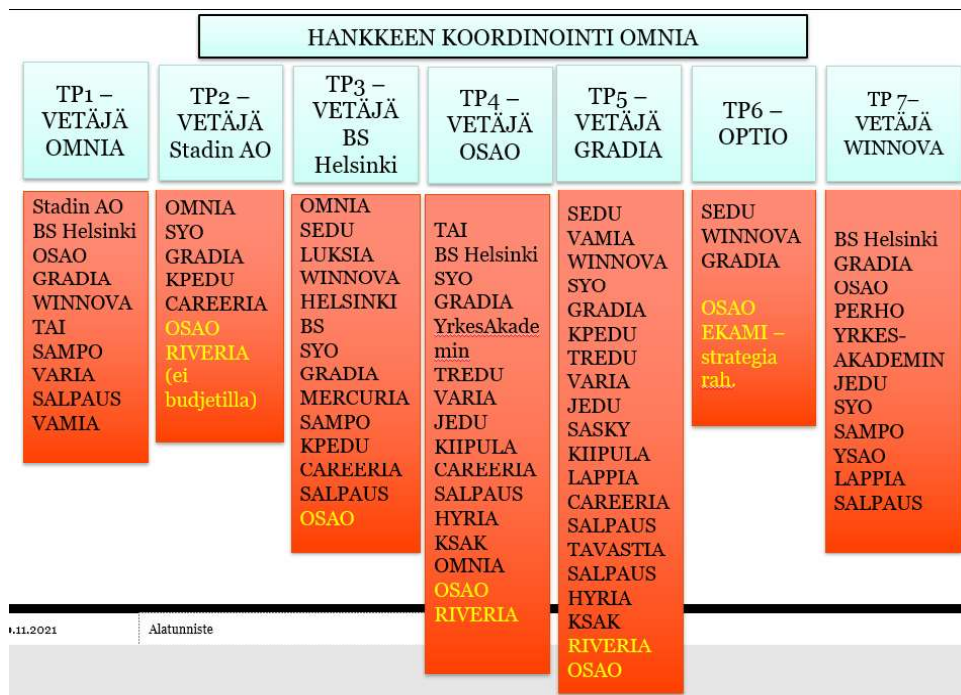 HANKKEEN KOORDINOINTI OMNIA
TP1 –
VETÄJÄ
OMNIA
TP2 –
VETÄJÄ
Stadin AO
TP3 –
VETÄJÄ
BS
Helsinki
TP4 –
VETÄJÄ
OSAO
TP5 –
VETÄJÄ
GRADIA
TP6 –
OPTIO
TP 7–
VETÄJÄ
WINNOVA
Stadin AO
BS Helsinki
OSAO
GRADIA
WINNOVA
TAI
SAMPO
VARIA
SALPAUS
VAMIA
OMNIA
SYO
GRADIA
KPEDU
CAREERIA
OSAO
RIVERIA
(ei
budjetilla)
OMNIA
SEDU
LUKSIA
WINNOVA
HELSINKI
BS
SYO
GRADIA
MERCURIA
SAMPO
KPEDU
CAREERIA
SALPAUS
OSAO
TAI
BS Helsinki
SYO
GRADIA
YrkesAkade
min
TREDU
VARIA
JEDU
KIIPULA
CAREERIA
SALPAUS
HYRIA
KSAK
OMNIA
OSAO
RIVERIA
SEDU
VAMIA
WINNOVA
SYO
GRADIA
KPEDU
TREDU
VARIA
JEDU
SASKY
KIIPULA
LAPPIA
CAREERIA
SALPAUS
TAVASTIA
SALPAUS
HYRIA
KSAK
RIVERIA
OSAO
SEDU
WINNOVA
GRADIA
OSAO
EKAMI –
strategia
rah.
BS Helsinki
GRADIA
OSAO
PERHO
YRKES-
AKADEMIN
JEDU
SYO
SAMPO
YSAO
LAPPIA
SALPAUS
.11.2021
Alatunniste